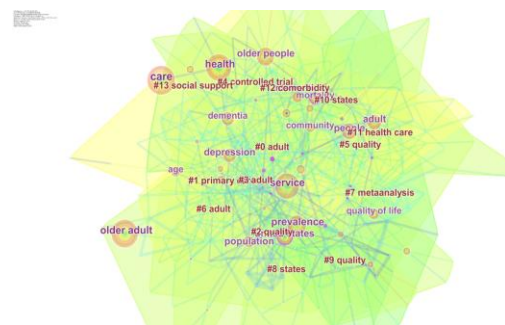 older people
health
care
#4 controlled trial
#13 social support
#12 comorbidity
mortality
#10 states
dementia
community
people
adult
#11 health care
#0 adult
#5 quality
depression
age
#1 primary
#3 adult
service
#7 metaanalysis
#6 adult
quality of life
older adult
prevalence
#2 quality
states
population
#9 quality
#8 states